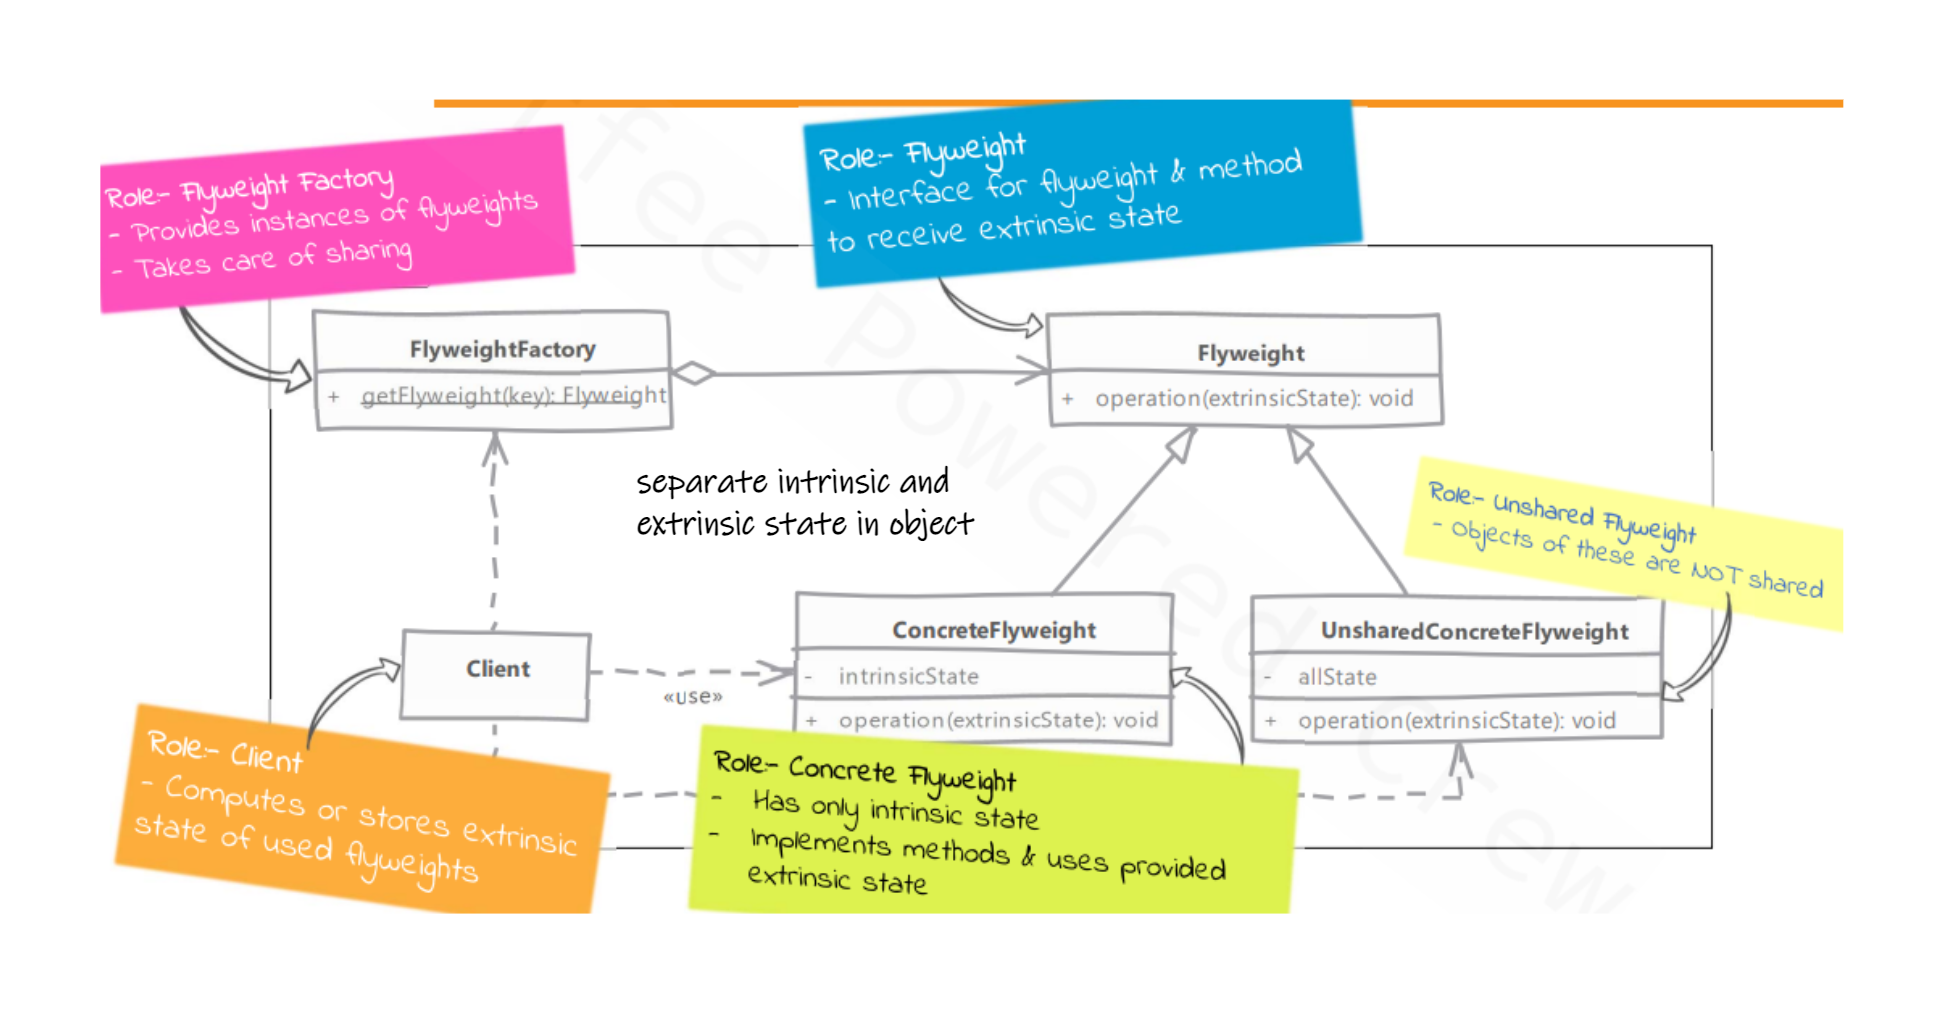 Role:- Flyweight Factory
- Provides instances of flyweights
- Takes care of sharing
Role:- Flyweight
- Interface for flyweight & method
to receive extrinsic state
FlyweightFactory
+ getFlyweight(key): Flyweight
Flyweight
+ operation(extrinsicState): void
separate intrinsic and
extrinsic state in object
Role:- Unshared Flyweight
- Objects of these are NOT shared
Client
«use»
ConcreteFlyweight
- intrinsicState
+ operation(extrinsicState): void
UnsharedConcreteFlyweight
- allState
+ operation(extrinsicState): void
Role:- Client
- Computes or stores extrinsic
state of used flyweights
Role:- Concrete Flyweight
- Has only intrinsic state
- Implements methods & uses provided
extrinsic state
fee Powered Crew